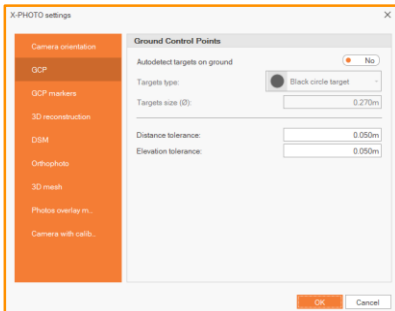 X-PHOTO settings
Camera orientation
GCP
GCP markers
3D reconstruction
DSM
Orthophoto
3D mesh
Photos overlay m..
Camera with calib..
Ground Control Points
Autodetect targets on ground No
Targets type: Black circle target
Targets size (Ø): 0.270m
Distance tolerance: 0.050m
Elevation tolerance: 0.050m
OK Cancel